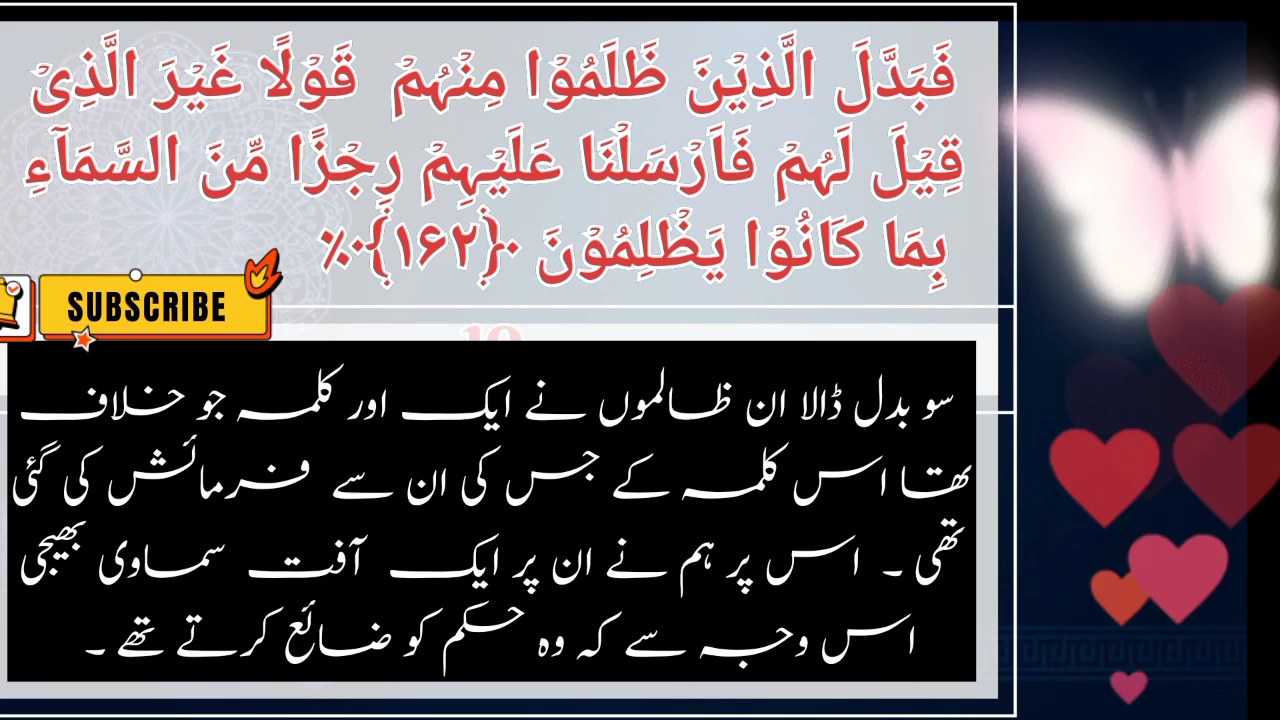 فَبَدَّلَ الَّذِیْنَ ظَلَمُوْا مِنْہُمْ قَوْلًا غَیْرَ الَّذِیْ
قِیْلَ لَہُمْ فَاَرْسَلْنَا عَلَیْہِمْ رِجْزًا مِّنَ السَّمَآءِ
بِمَا کَانُوْا یَظْلِمُوْنَ ﴿۱۶۲﴾٪
SUBSCRIBE
سو بدل ڈالا ان ظالموں نے ایک اور کلمہ جو خلاف
تھا اس کلمہ کے جس کی ان سے فرمائش کی گئی
تھی ۔ اس پر ہم نے ان پر ایک آفت سماوی بھیجی
اس وجہ سے کہ وہ حکم کو ضائع کرتے تھے ۔